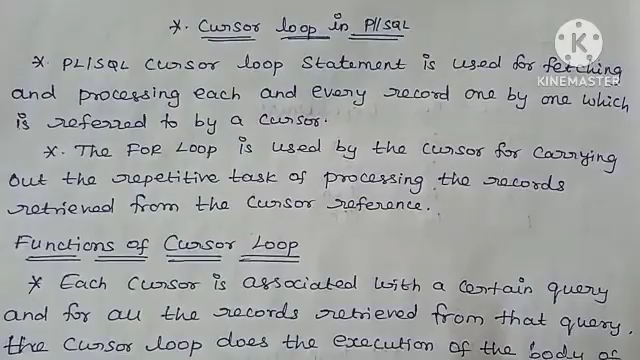 * Cursor loop in Pl/SQL
* PL/SQL cursor loop Statement is used for fetching
and processing each and every record one by one which
is referred to by a cursor.
* The FOR Loop is used by the cursor for carrying
out the repetitive task of processing the records
retrieved from the cursor reference.
Functions of Cursor Loop
* Each cursor is associated with a certain query
and for all the records retrieved from that query,
the cursor loop does the execution of the body of
KINEMASTER